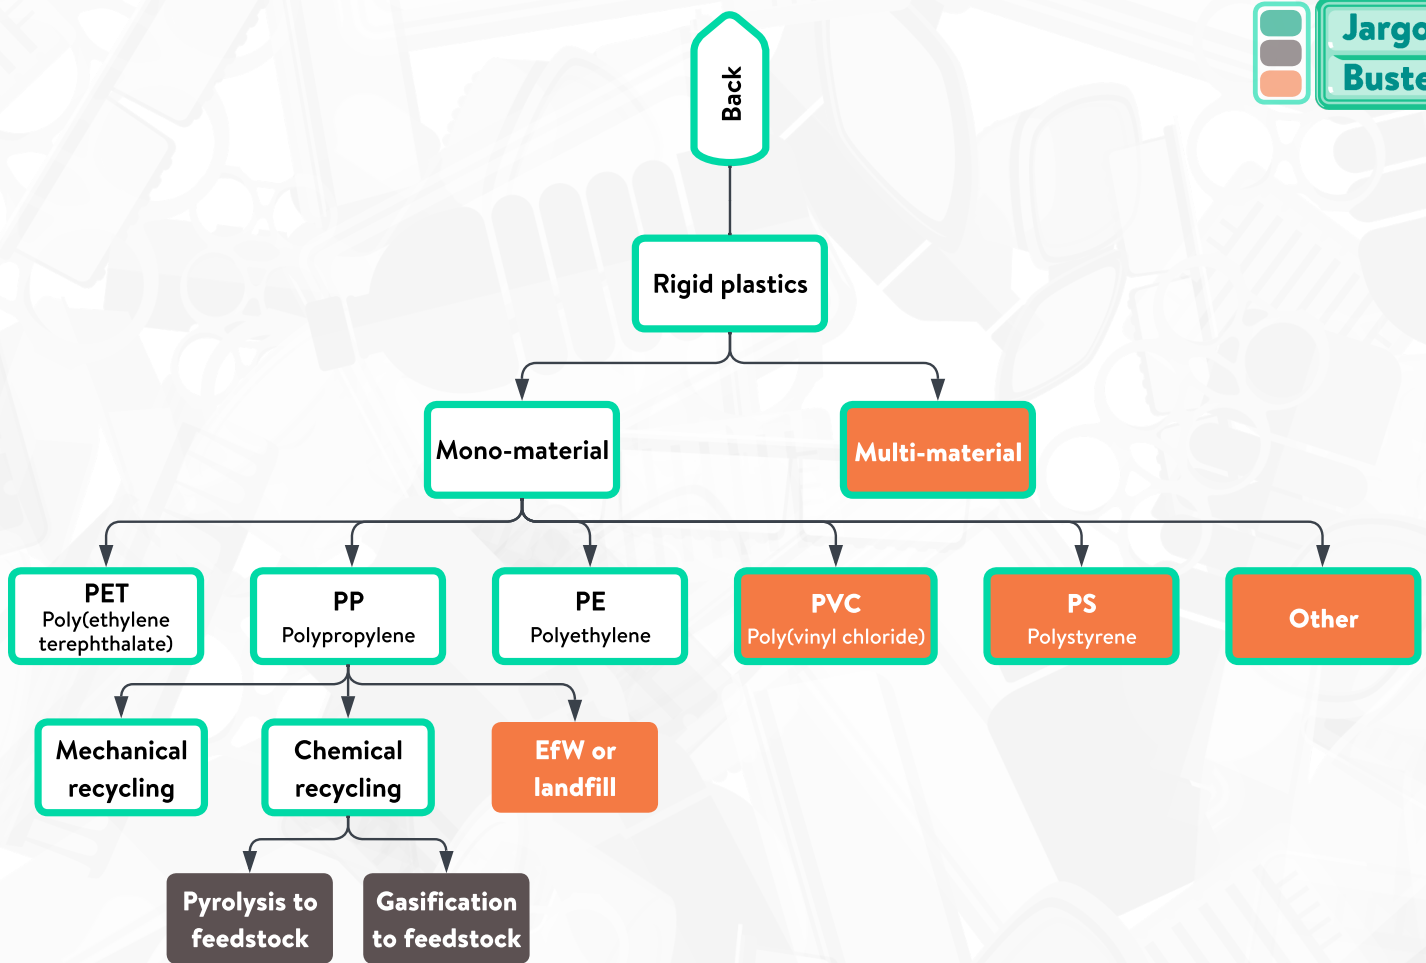 Back
Rigid plastics
Mono-material
Multi-material
PET
Poly(ethylene
terephthalate)
PP
Polypropylene
PE
Polyethylene
PVC
Poly(vinyl chloride)
PS
Polystyrene
Other
Mechanical
recycling
Chemical
recycling
EfW or
landfill
Pyrolysis to
feedstock
Gasification
to feedstock